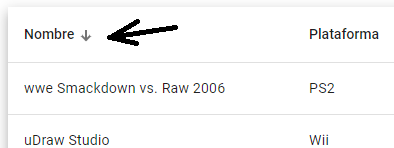 Nombre ↓ Plataforma
wwe Smackdown vs. Raw 2006 PS2
uDraw Studio Wii